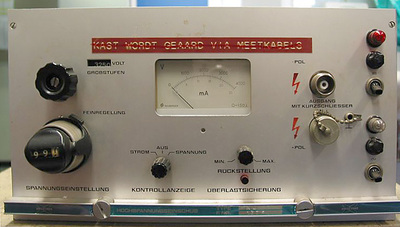 KAST WORDT GEAARD VIA MEETKABELS
VOLT
GROBSTUFEN
FEINREGELUNG
SPANNUNGSEINSTELLUNG
mA
AUS
STROM SPANNUNG
KONTROLLANZEIGE
MIN. MAX.
RÜCKSTELLUNG
ÜBERLASTSICHERUNG
-POL
AUSGANG
MIT KURZSCHLIESSER
-POL